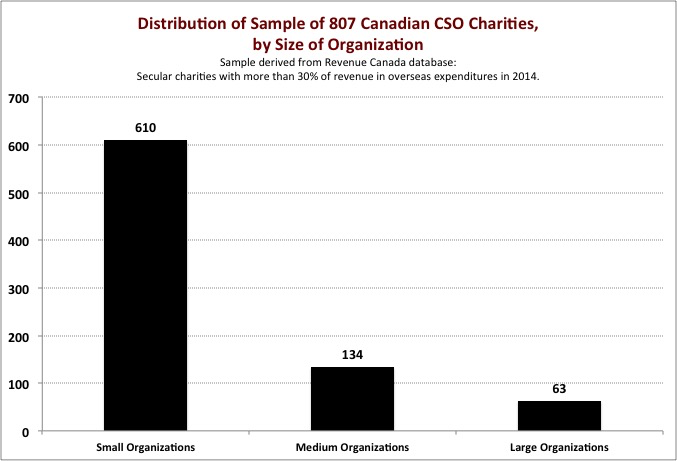 Distribution of Sample of 807 Canadian CSO Charities,
by Size of Organization
Sample derived from Revenue Canada database:
Secular charities with more than 30% of revenue in overseas expenditures in 2014.
700
600
500
400
300
200
100
0
610
134
63
Small Organizations
Medium Organizations
Large Organizations